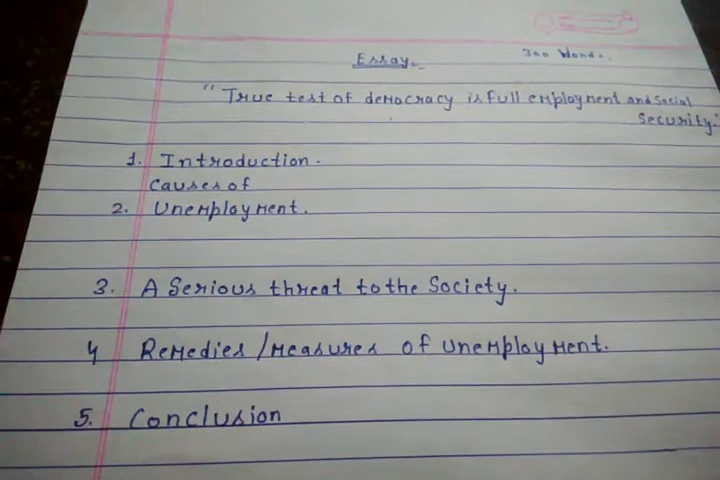 Essay.
300 Words.
"True test of democracy is full employment and social
security."
1. Introduction.
causes of
2. Unemployment.
3. A Serious threat to the Society.
4 Remedies/measures of unemployment.
5. Conclusion